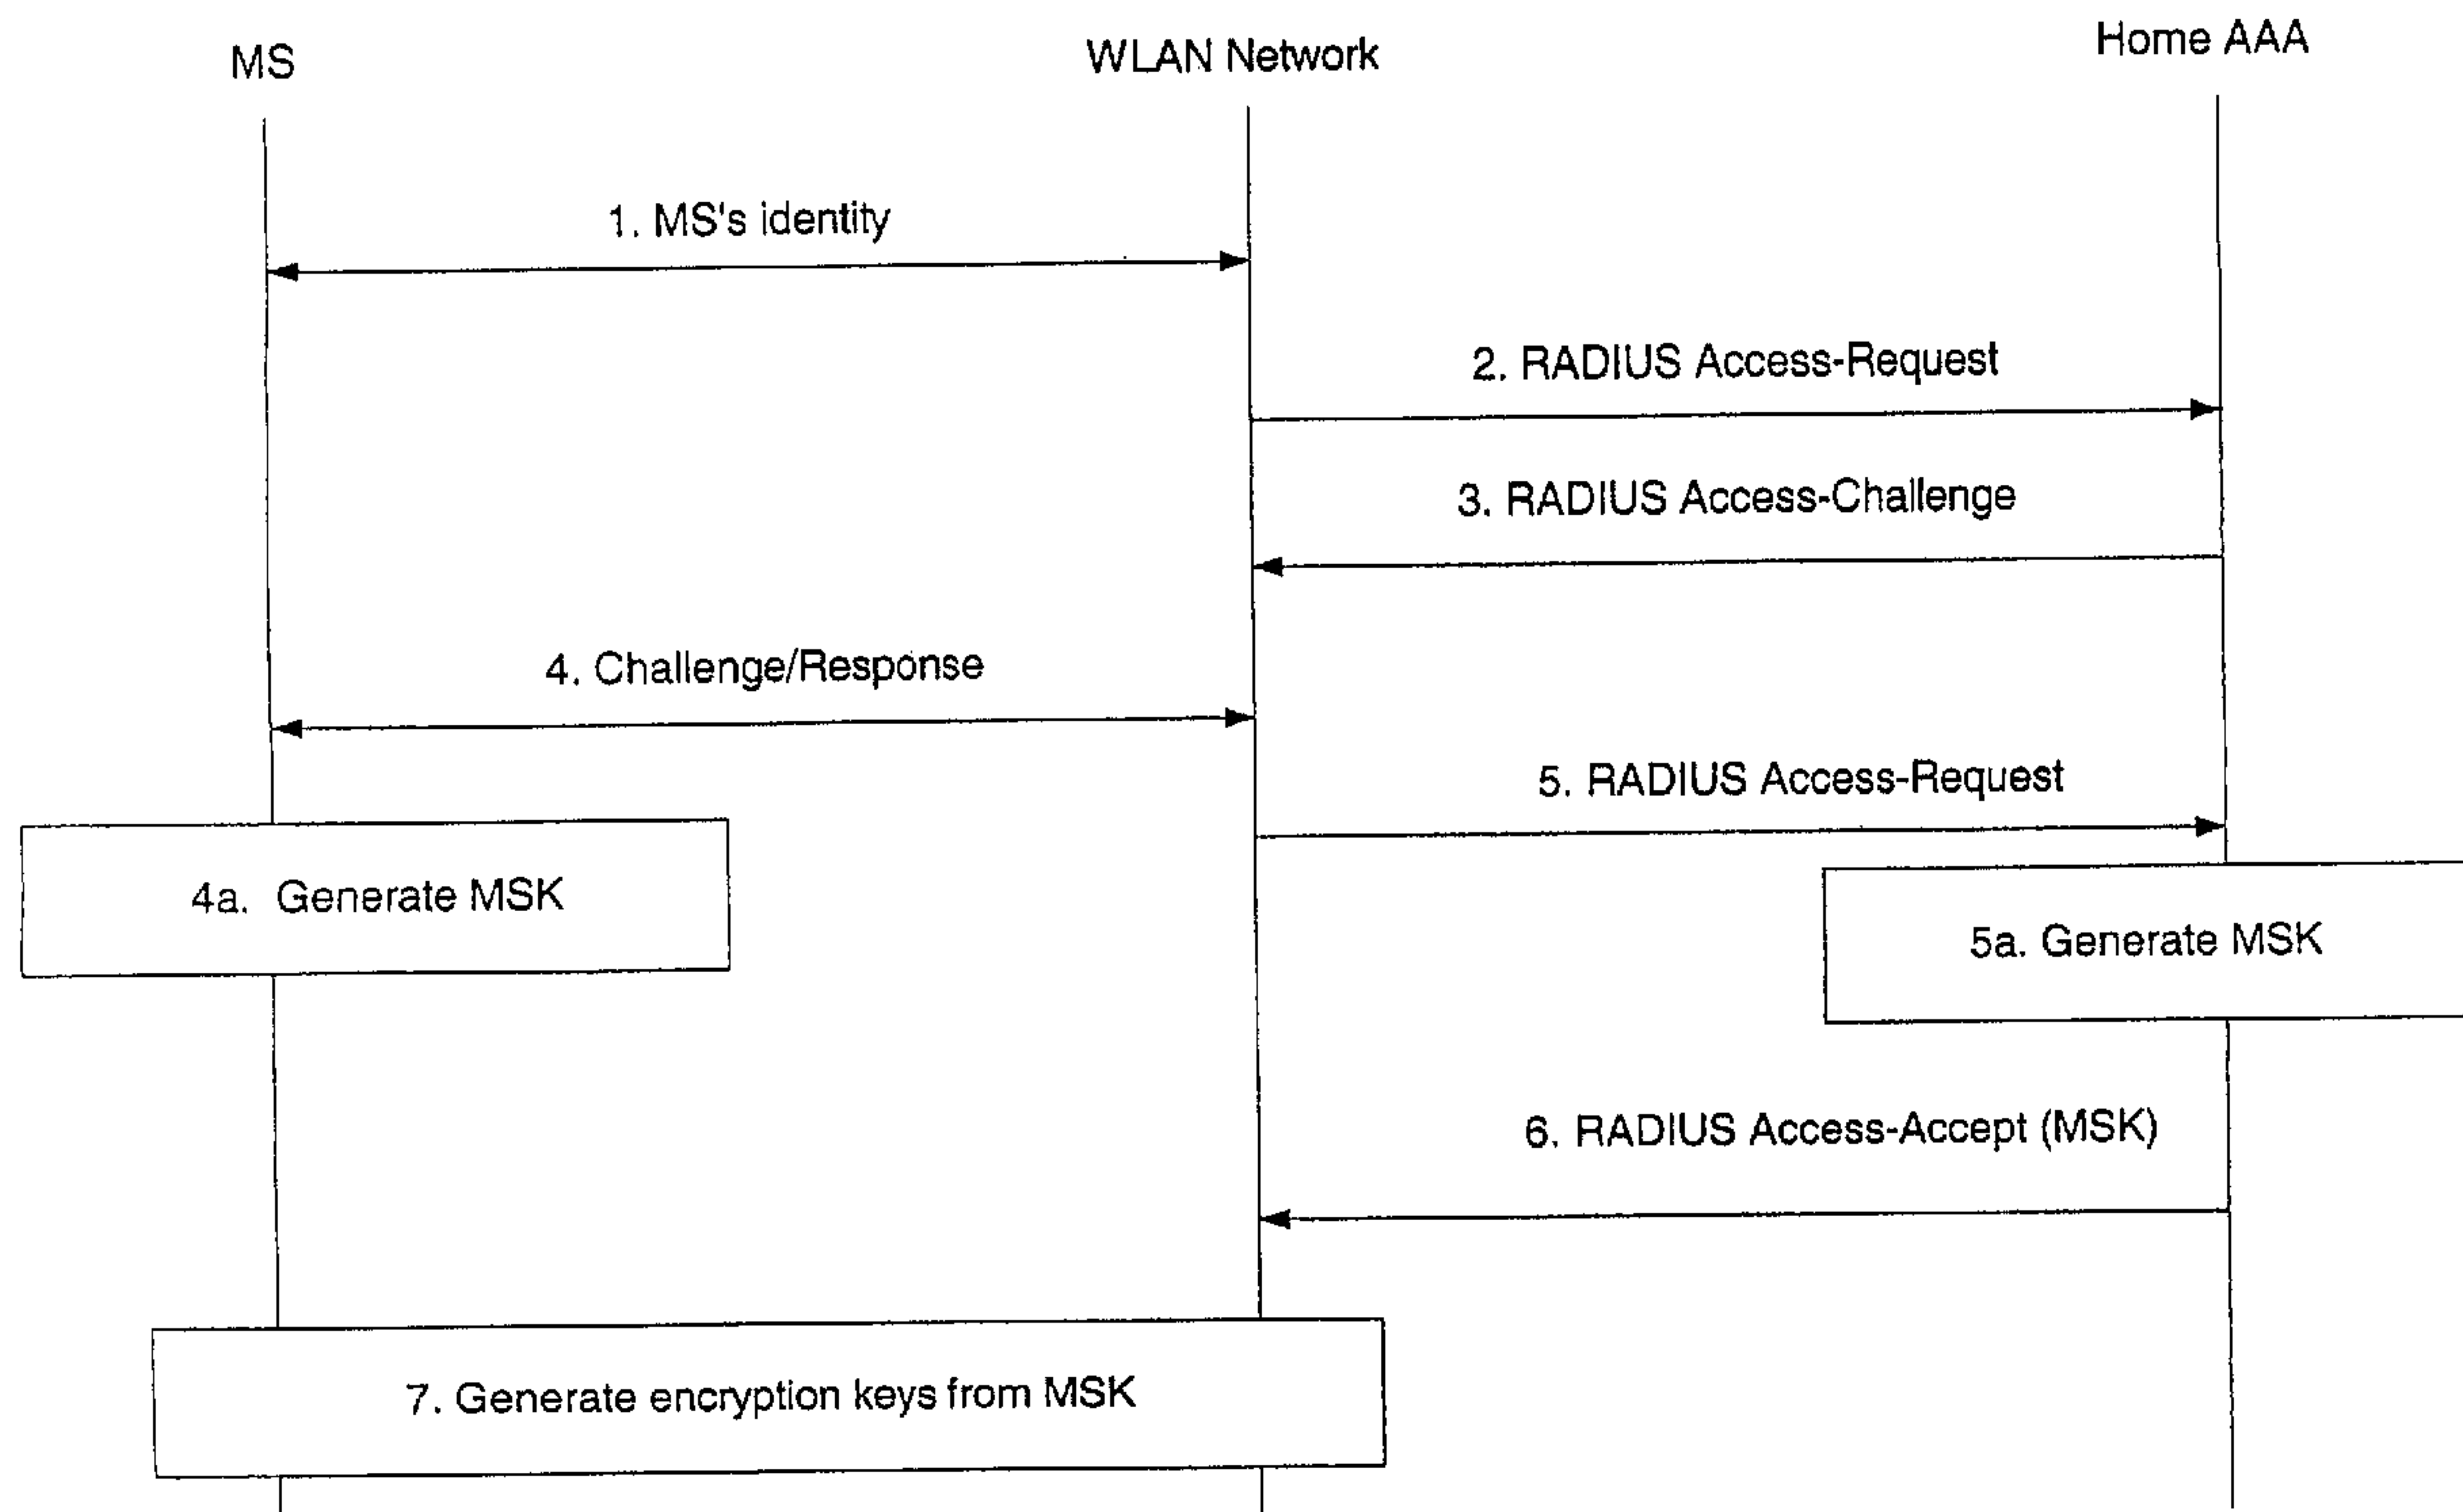 MS
WLAN Network
Home AAA
1. MS's identity
2. RADIUS Access-Request
3. RADIUS Access-Challenge
4. Challenge/Response
5. RADIUS Access-Request
4a. Generate MSK
5a. Generate MSK
6. RADIUS Access-Accept (MSK)
7. Generate encryption keys from MSK